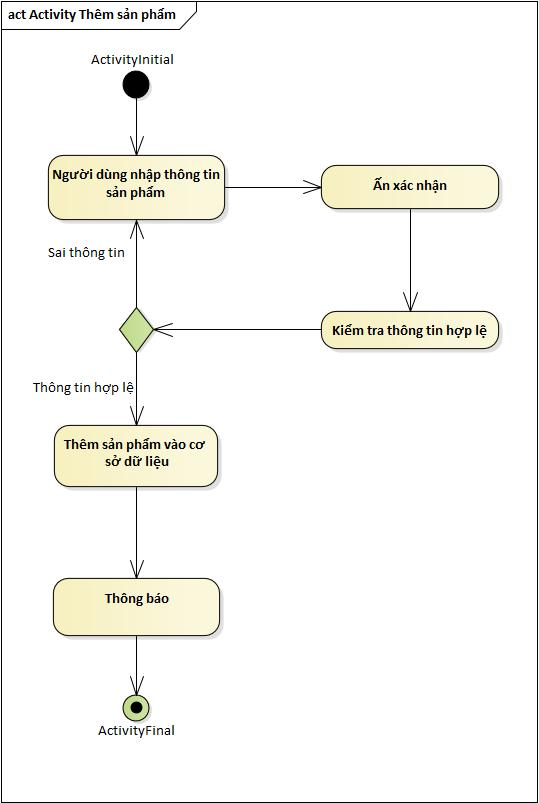 act Activity Thêm sản phẩm
ActivityInitial
Người dùng nhập thông tin
sản phẩm
Ấn xác nhận
Sai thông tin
Kiểm tra thông tin hợp lệ
Thông tin hợp lệ
Thêm sản phẩm vào cơ
sở dữ liệu
Thông báo
ActivityFinal